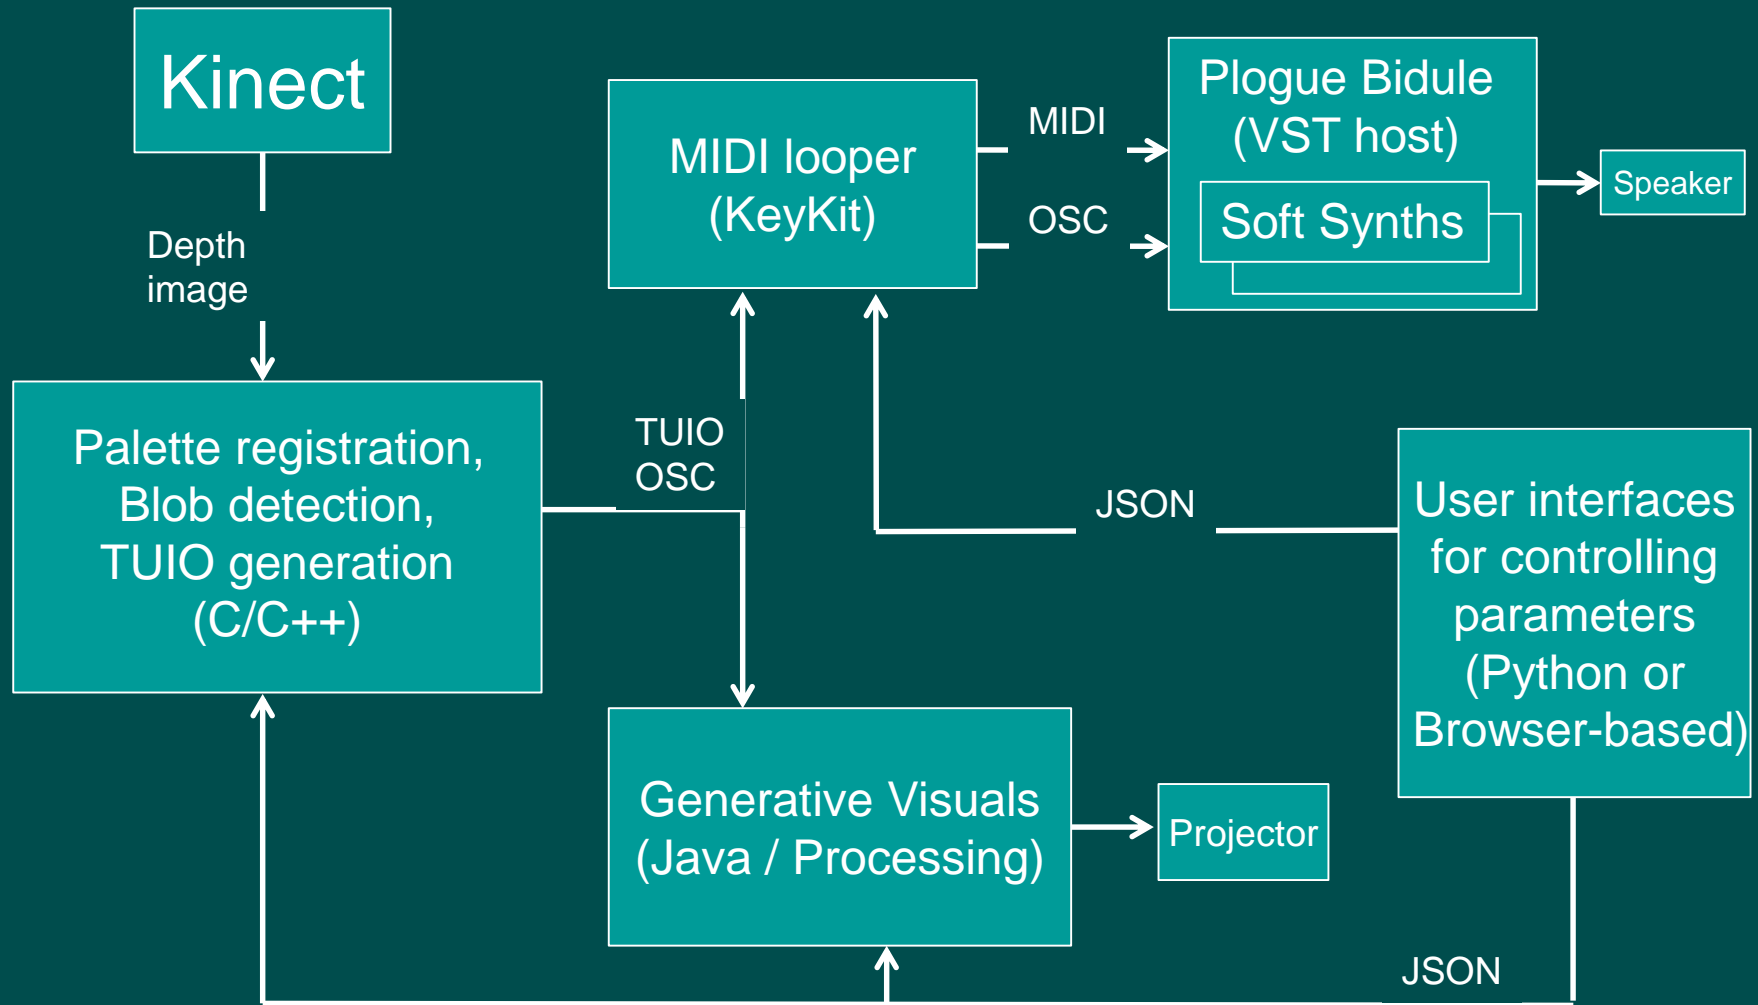 Kinect
Depth
image
Palette registration,
Blob detection,
TUIO generation
(C/C++)
TUIO
OSC
MIDI looper
(KeyKit)
MIDI
OSC
Plogue Bidule
(VST host)
Soft Synths
Speaker
JSON
User interfaces
for controlling
parameters
(Python or
Browser-based)
Generative Visuals
(Java / Processing)
Projector
JSON